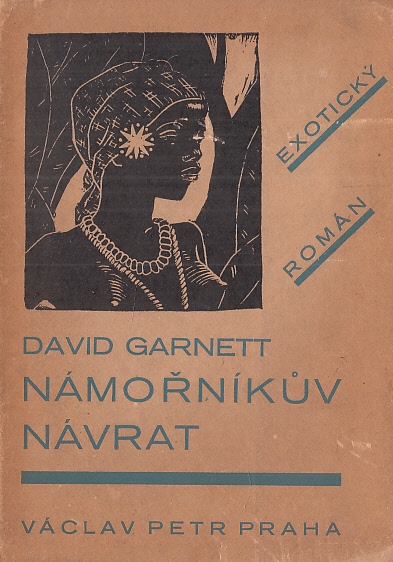 EXOTICKÝ
ROMÁN
DAVID GARNETT
NÁMOŘNÍKŮV
NÁVRAT
VÁCLAV PETR PRAHA